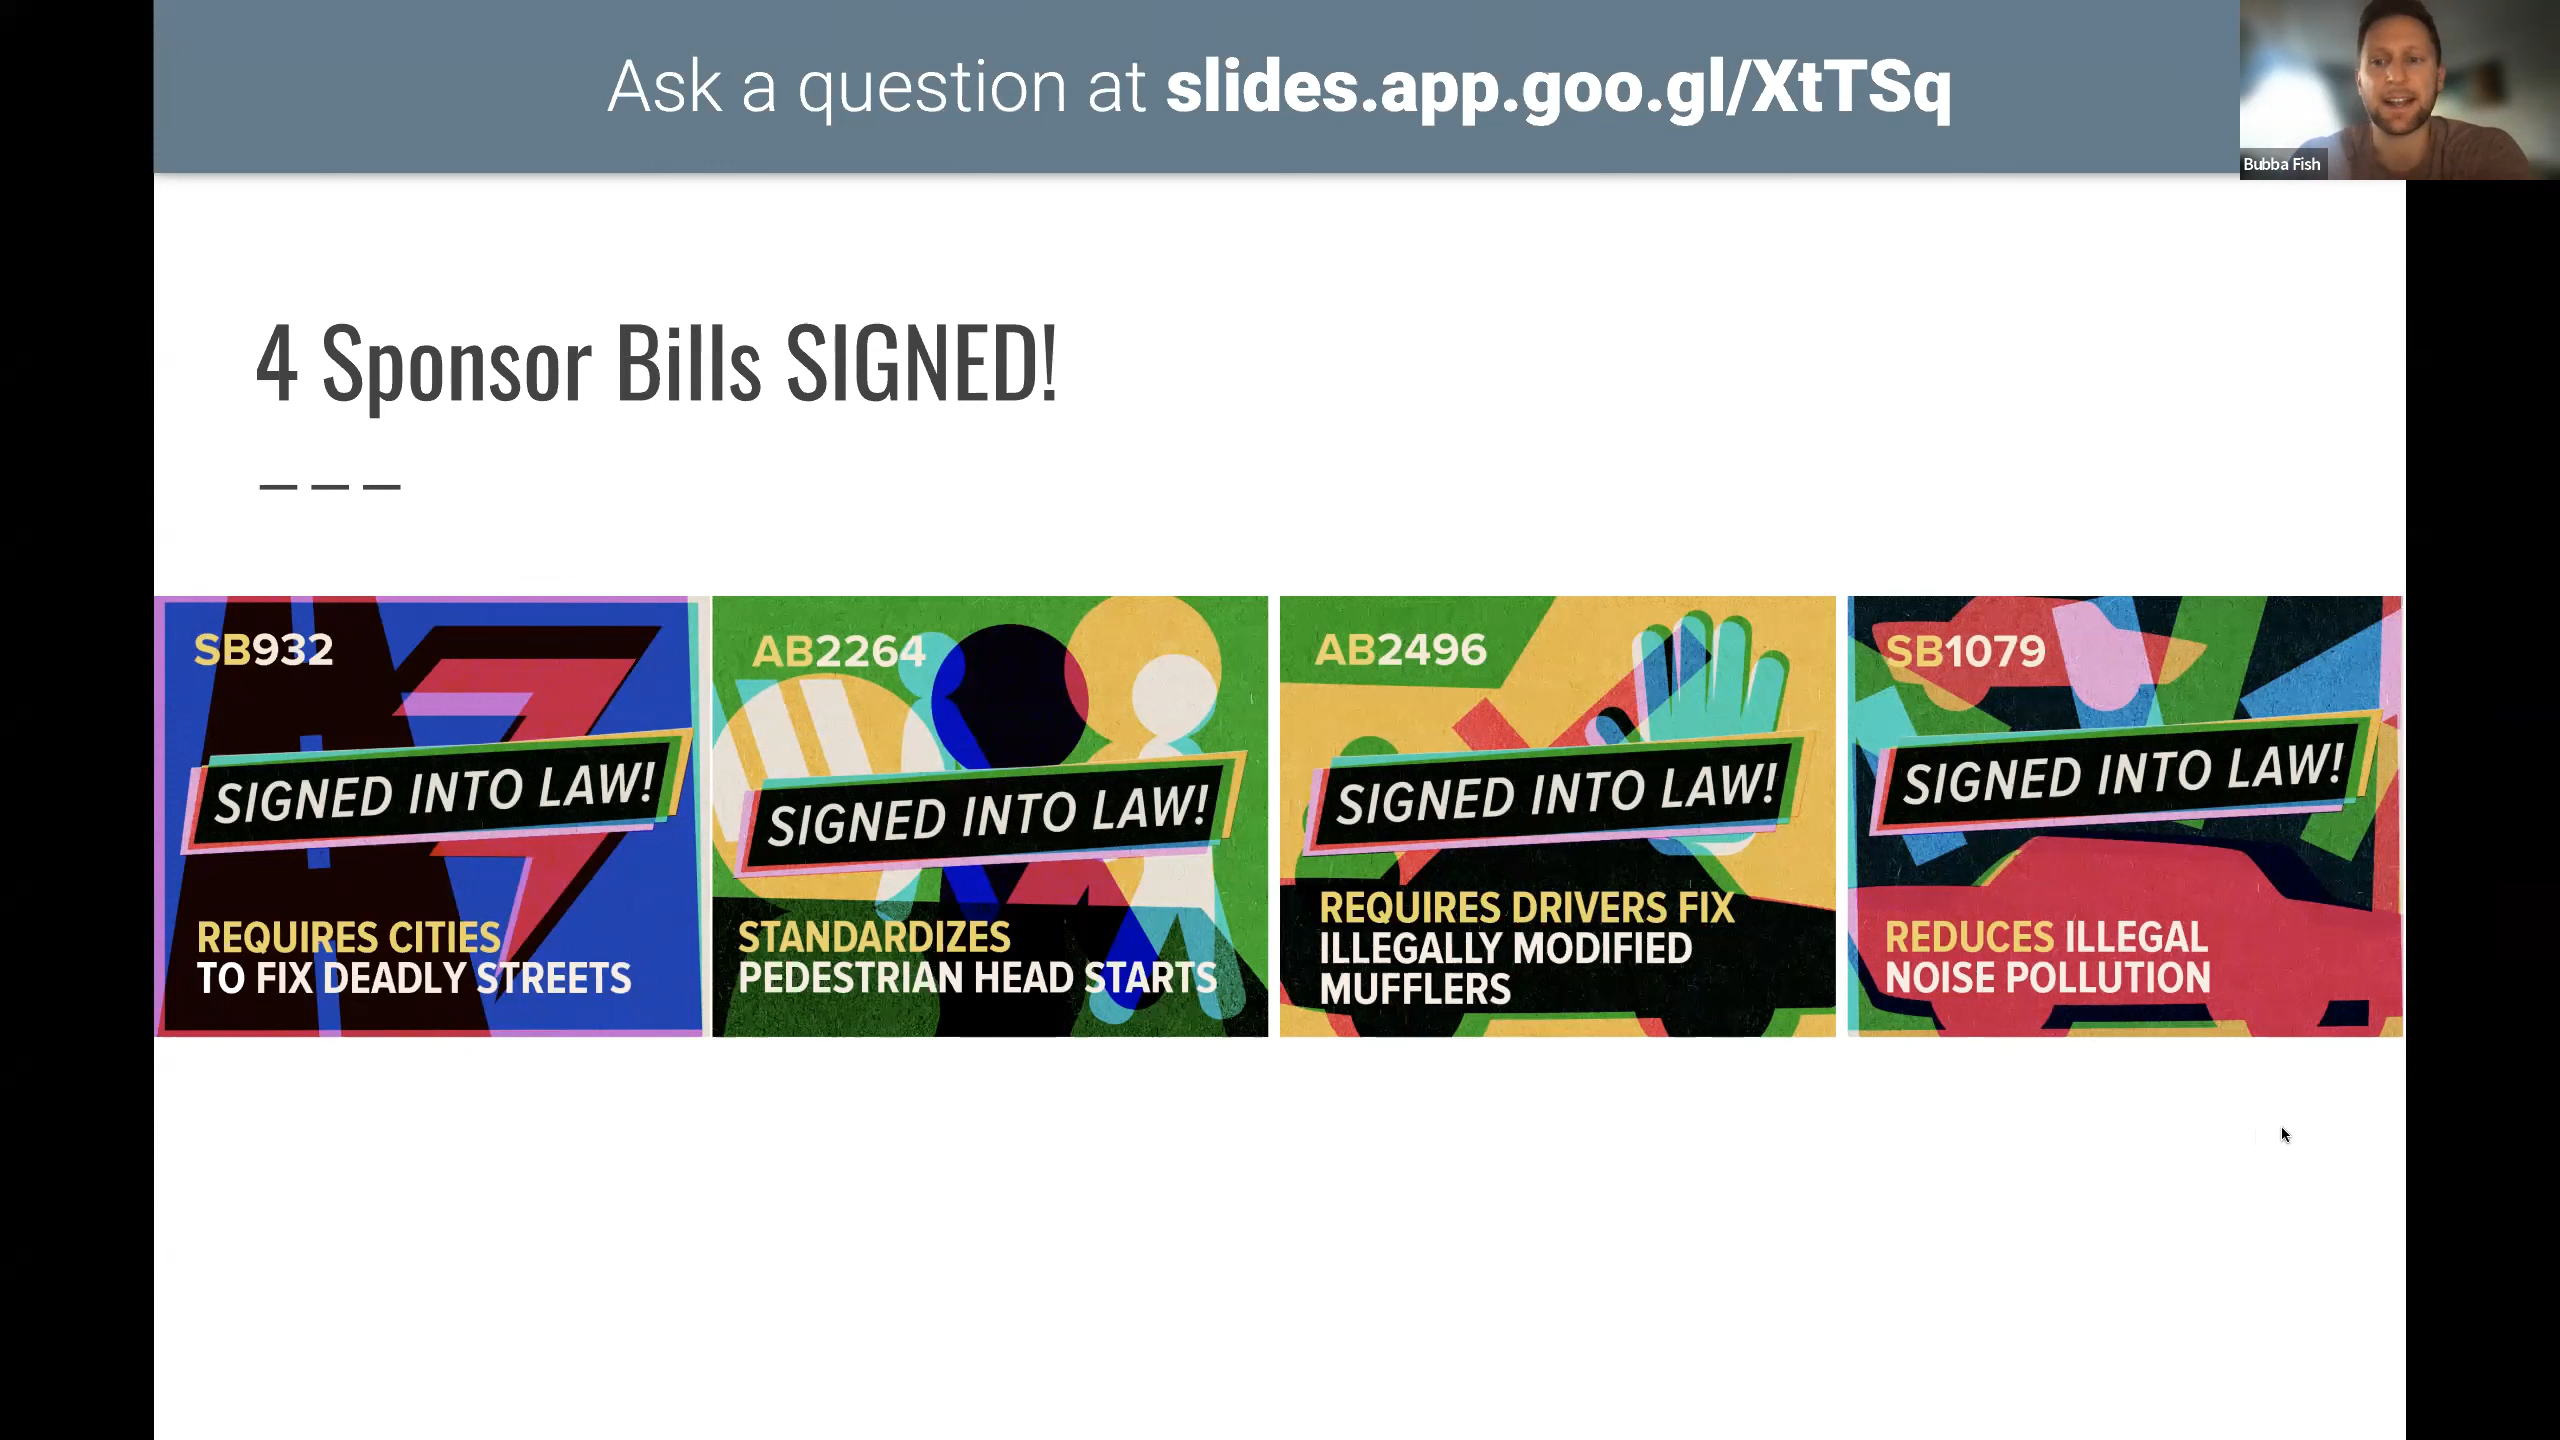 Ask a question at slides.app.goo.gl/XtTSq
Bubba Fish
4 Sponsor Bills SIGNED!
SB932
SIGNED INTO LAW!
REQUIRES CITIES
TO FIX DEADLY STREETS
AB2264
SIGNED INTO LAW!
STANDARDIZES
PEDESTRIAN HEAD STARTS
AB2496
SIGNED INTO LAW!
REQUIRES DRIVERS FIX
ILLEGALLY MODIFIED
MUFFLERS
SB1079
SIGNED INTO LAW!
REDUCES ILLEGAL
NOISE POLLUTION